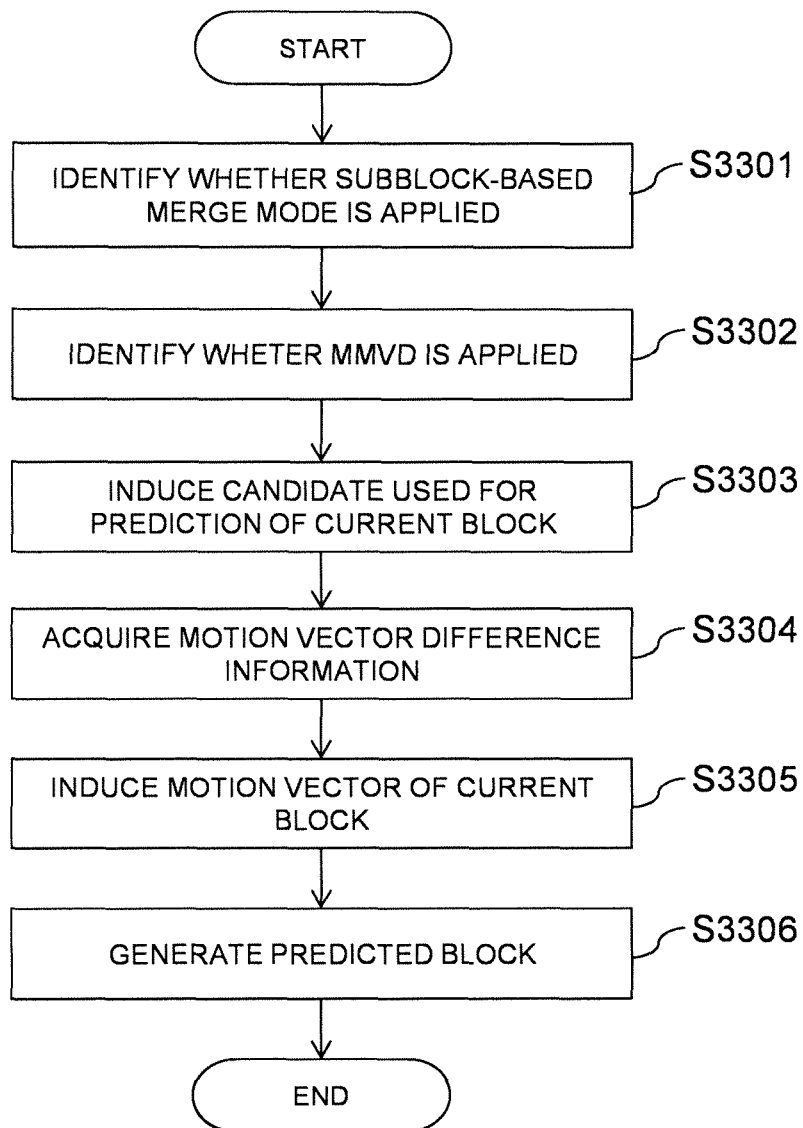 START
IDENTIFY WHETHER SUBBLOCK-BASED
MERGE MODE IS APPLIED
S3301
IDENTIFY WHETER MMVD IS APPLIED
S3302
INDUCE CANDIDATE USED FOR
PREDICTION OF CURRENT BLOCK
S3303
ACQUIRE MOTION VECTOR DIFFERENCE
INFORMATION
S3304
INDUCE MOTION VECTOR OF CURRENT
BLOCK
S3305
GENERATE PREDICTED BLOCK
S3306
END